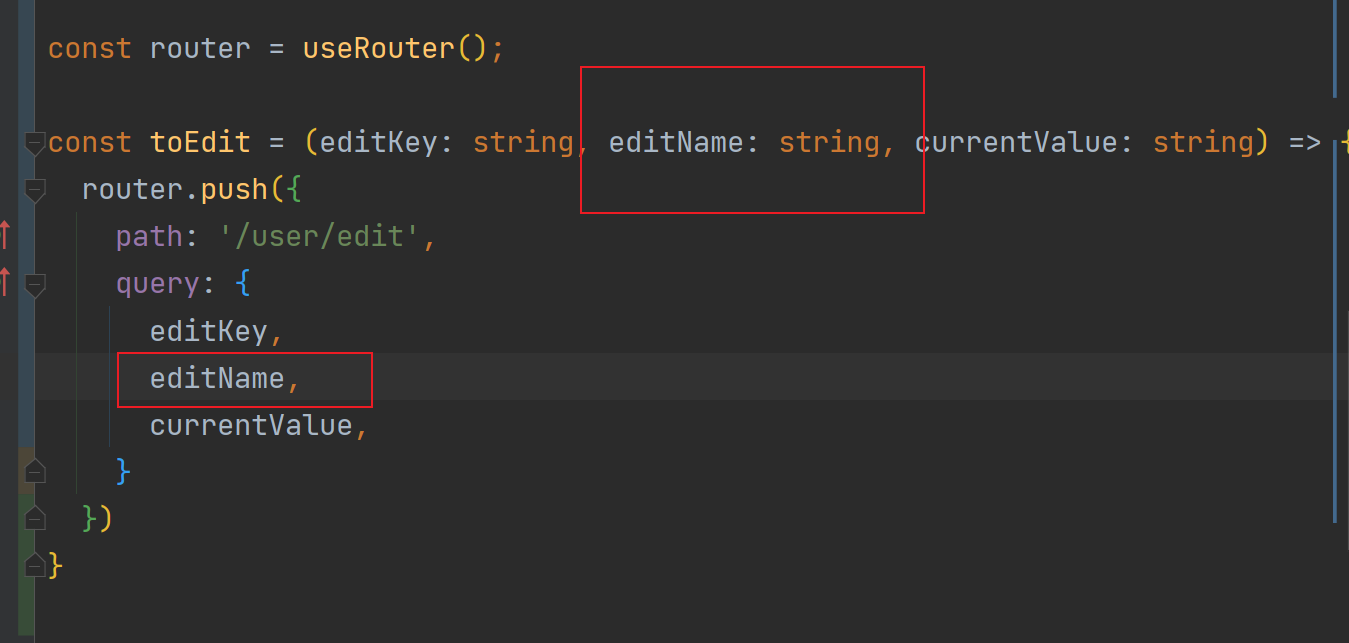 const router = useRouter();
const toEdit = (editKey: string, editName: string, currentValue: string) => {
router.push({
path: '/user/edit',
query: {
editKey,
editName,
currentValue,
}
})
}